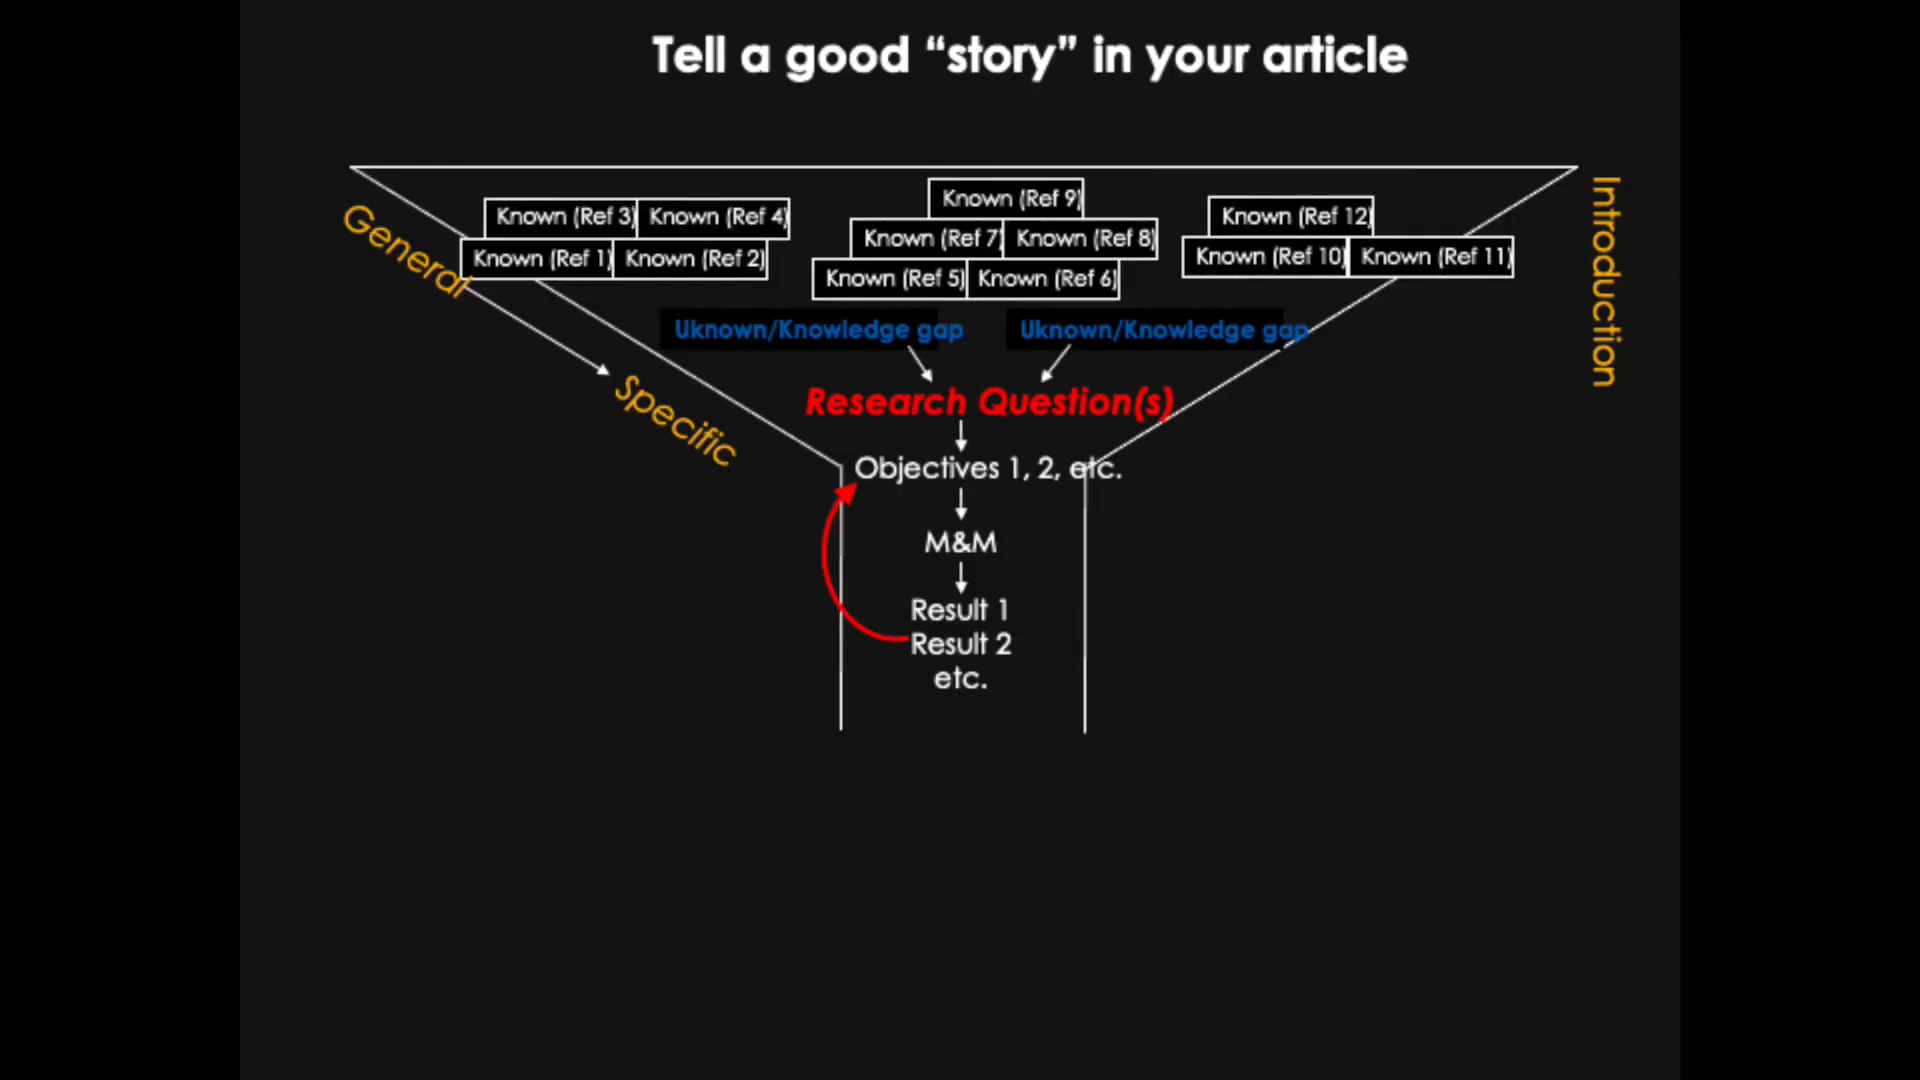 Tell a good “story” in your article
General
Specific
Introduction
Known (Ref 3)
Known (Ref 4)
Known (Ref 1)
Known (Ref 2)
Known (Ref 9)
Known (Ref 7)
Known (Ref 8)
Known (Ref 5)
Known (Ref 6)
Known (Ref 12)
Known (Ref 10)
Known (Ref 11)
Uknown/Knowledge gap
Uknown/Knowledge gap
Research Question(s)
Objectives 1, 2, etc.
M&M
Result 1
Result 2
etc.